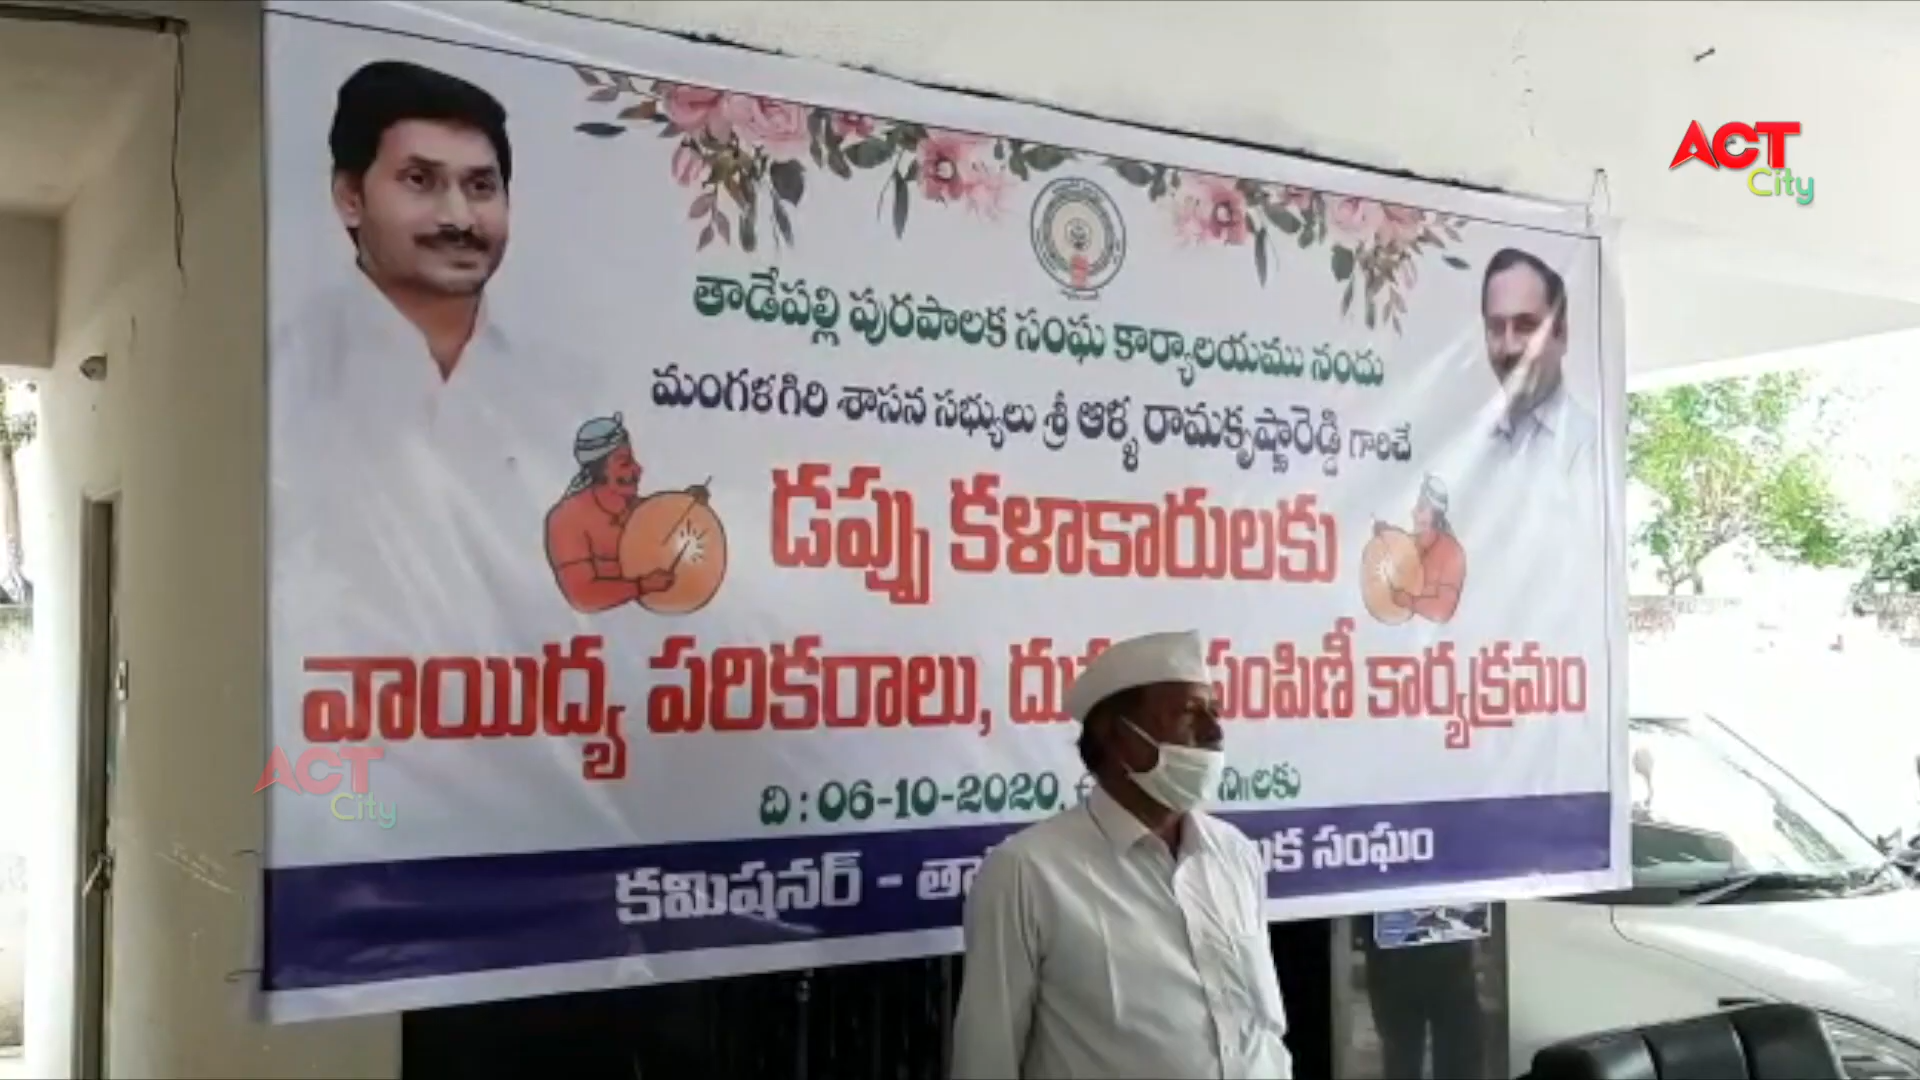 ACT
City
తాడేపల్లి పురపాలక సంఘ కార్యాలయము నందు
మంగళగిరి శాసన సభ్యులు శ్రీ ఆళ్ళ రామకృష్ణారెడ్డి గారిచే
డప్పు కళాకారులకు
వాయిద్య పరికరాలు, కార్యక్రమం
ది : 06-10-2020.
కమిషనర్ - సంఘం
ACT
City